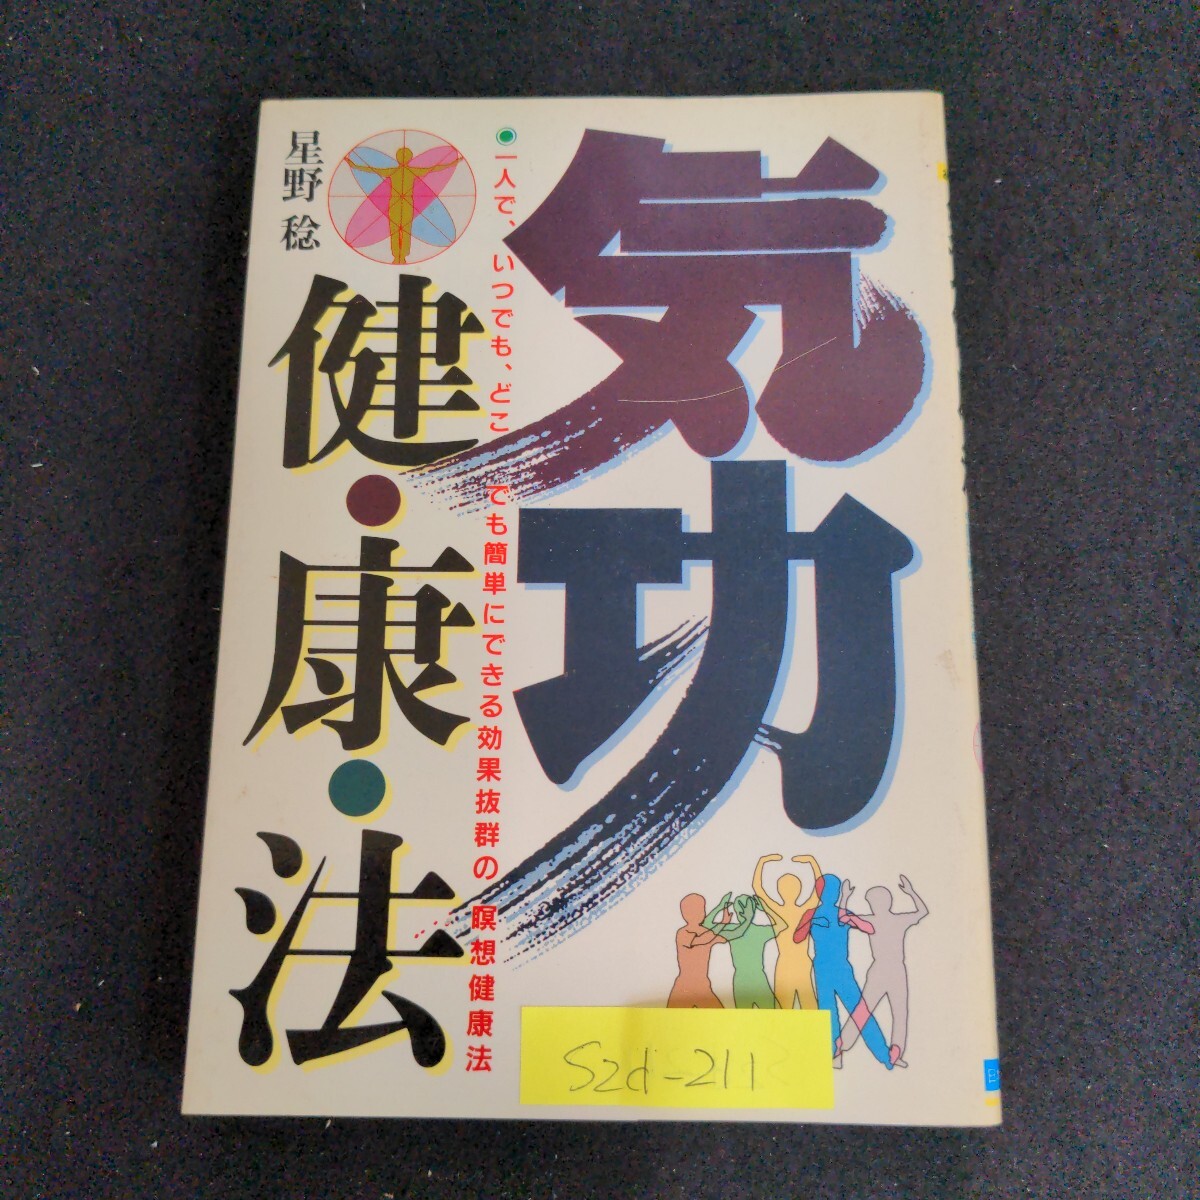 気功
●一人で、いつでも、どこでも簡単にできる効果抜群の瞑想健康法
星野 稔
健・康・法
S2d-211